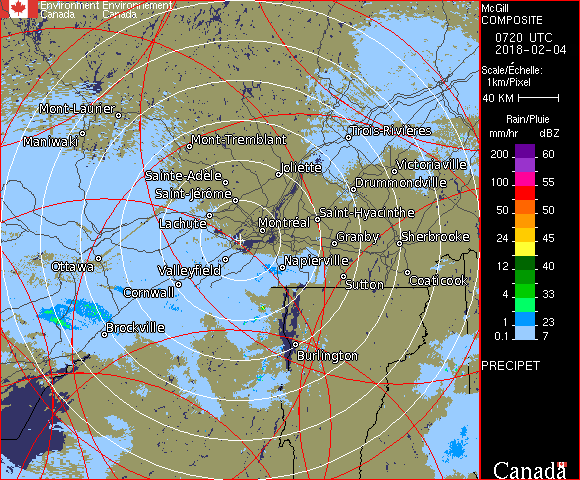 Environment Environnement
Canada Canada
McGill
COMPOSITE
0720 UTC
2018-02-04
Scale/Échelle:
1km/Pixel
40 KM
Rain/Pluie
mm/hr dBZ
200 60
100 55
50 50
24 45
12 40
4 33
1 23
0.1 7
PRECIPET
Canada
Mont-Laurier
Maniwaki
Mont-Tremblant
Trois-Rivières
Joliette
Victoriaville
Sainte-Adèle
Drummondville
Saint-Jérôme
Saint-Hyacinthe
Lachute
Montréal
Granby
Sherbrooke
Ottawa
Valleyfield
Napierville
Sutton
Coaticook
Cornwall
Brockville
Burlington